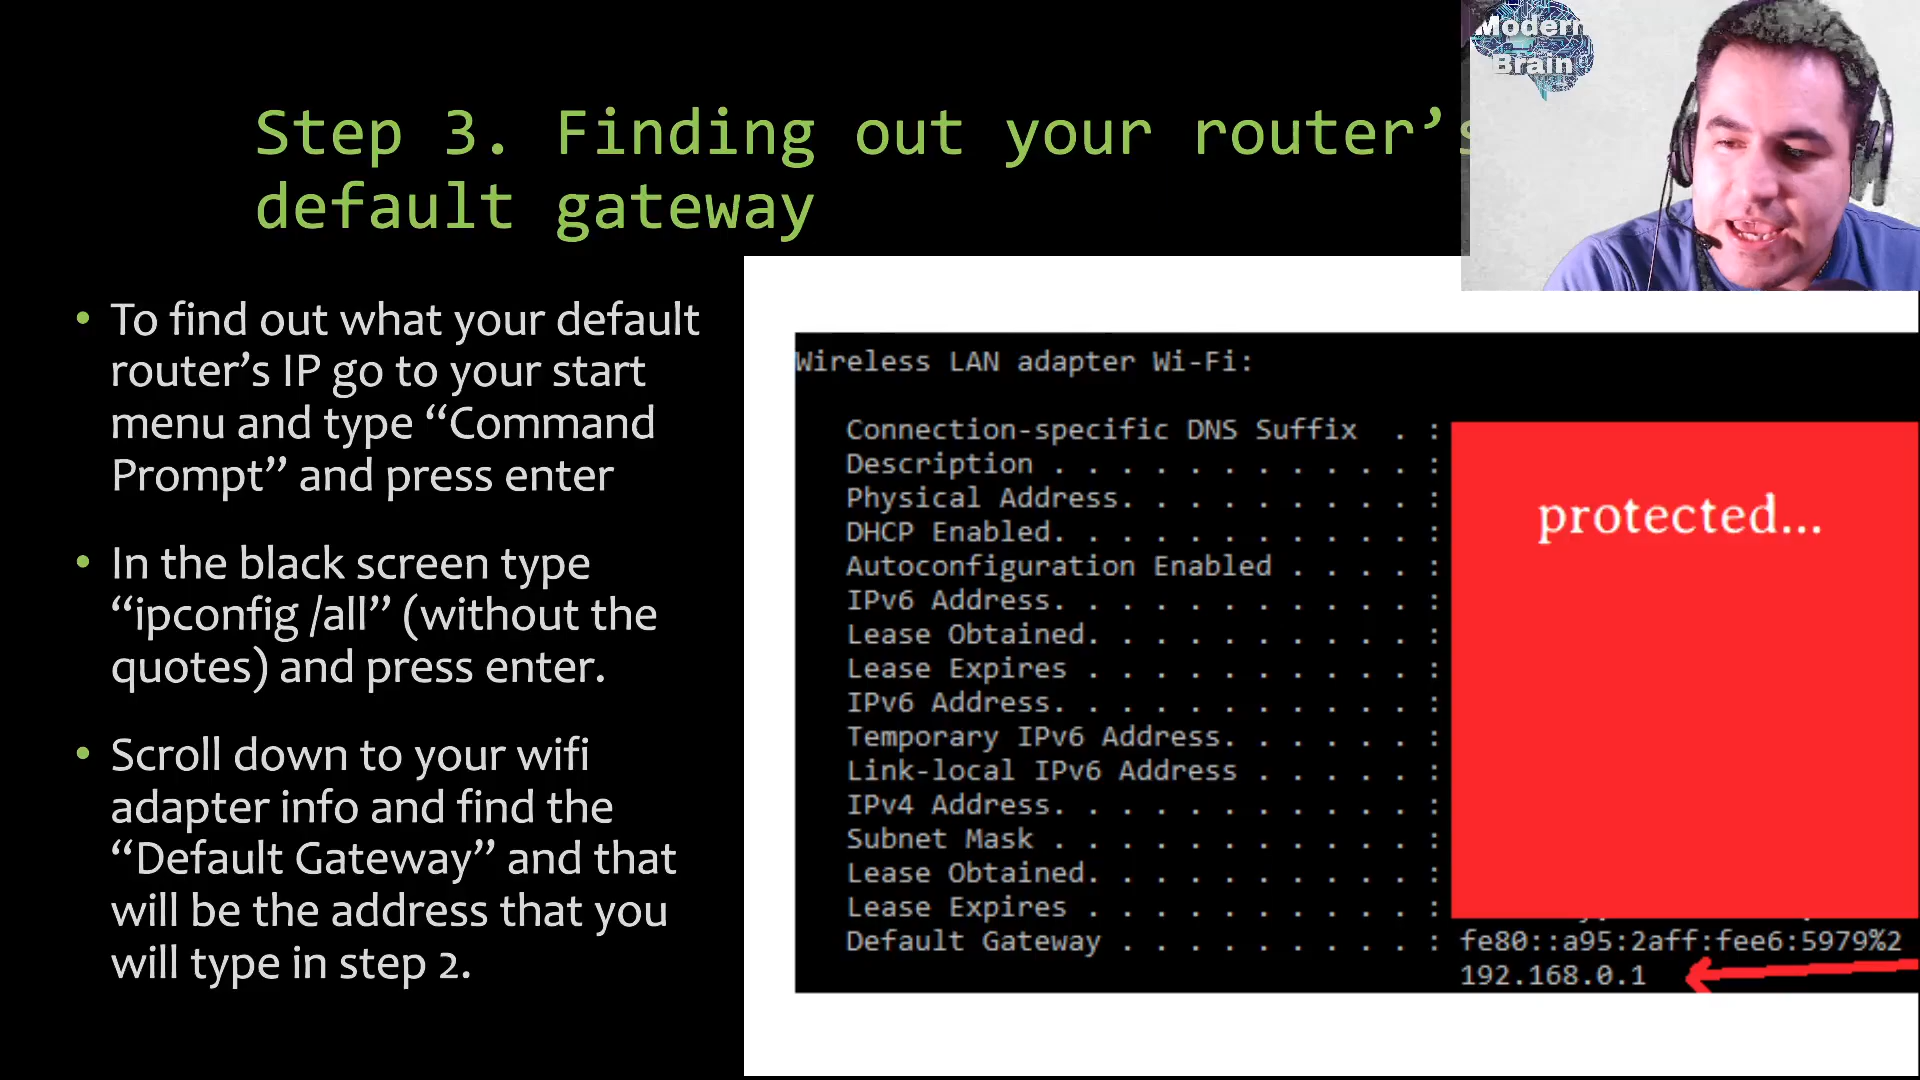 Modern
Brain
Step 3. Finding out your router’s
default gateway
• To find out what your default
router’s IP go to your start
menu and type “Command
Prompt” and press enter
• In the black screen type
“ipconfig /all” (without the
quotes) and press enter.
• Scroll down to your wifi
adapter info and find the
“Default Gateway” and that
will be the address that you
will type in step 2.
Wireless LAN adapter Wi-Fi:
Connection-specific DNS Suffix . :
Description . . . . . . . . . . . :
Physical Address. . . . . . . . . :
DHCP Enabled. . . . . . . . . . . :
Autoconfiguration Enabled . . . . :
IPv6 Address. . . . . . . . . . . :
Lease Obtained. . . . . . . . . . :
Lease Expires . . . . . . . . . . :
IPv6 Address. . . . . . . . . . . :
Temporary IPv6 Address. . . . . . :
Link-local IPv6 Address . . . . . :
IPv4 Address. . . . . . . . . . . :
Subnet Mask . . . . . . . . . . . :
Lease Obtained. . . . . . . . . . :
Lease Expires . . . . . . . . . . :
Default Gateway . . . . . . . . . : fe80::a95:2aff:fee6:5979%2
192.168.0.1
protected...